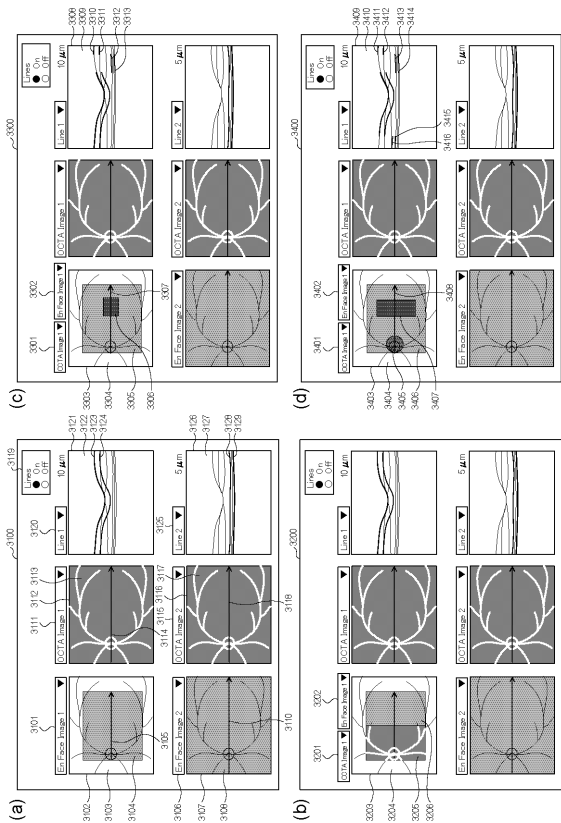 (a)
3100
3101
3111
3112
3113
3120
3119
Lines
On
Off
En Face Image 1 ▼
OCTA Image 1 ▼
Line 1 ▼
10 μm
3102
3103
3104
3105
3114
3121
3122
3123
3124
3106
En Face Image 2 ▼
3115
3116
3117
OCTA Image 2 ▼
3125
Line 2 ▼
5 μm
3107
3109
3110
3118
3126
3127
3128
3129
(b)
3200
3201
3202
Lines
On
Off
OCTA Image 1 ▼
En Face Image 1 ▼
OCTA Image 1 ▼
Line 1 ▼
10 μm
3203
3204
3205
3206
En Face Image 2 ▼
OCTA Image 2 ▼
Line 2 ▼
5 μm
(c)
3300
3301
3302
Lines
On
Off
OCTA Image 1 ▼
En Face Image 1 ▼
OCTA Image 1 ▼
Line 1 ▼
10 μm
3303
3304
3305
3306
3307
3308
3309
3310
3311
3312
3313
En Face Image 2 ▼
OCTA Image 2 ▼
Line 2 ▼
5 μm
(d)
3400
3401
3402
Lines
On
Off
OCTA Image 1 ▼
En Face Image 1 ▼
OCTA Image 1 ▼
Line 1 ▼
10 μm
3403
3404
3405
3406
3407
3408
3409
3410
3411
3412
3413
3414
3415
3416
En Face Image 2 ▼
OCTA Image 2 ▼
Line 2 ▼
5 μm